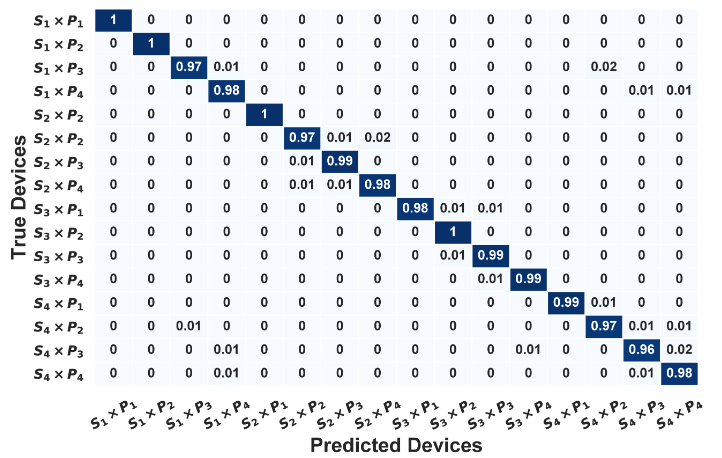 S1 × P1 1 0 0 0 0 0 0 0 0 0 0 0 0 0 0 0
S1 × P2 0 1 0 0 0 0 0 0 0 0 0 0 0 0 0 0
S1 × P3 0 0 0.97 0.01 0 0 0 0 0 0 0 0 0 0.02 0 0
S1 × P4 0 0 0 0.98 0 0 0 0 0 0 0 0 0 0 0.01 0.01
S2 × P2 0 0 0 0 1 0 0 0 0 0 0 0 0 0 0 0
S2 × P2 0 0 0 0 0 0.97 0.01 0.02 0 0 0 0 0 0 0 0
S2 × P3 0 0 0 0 0 0.01 0.99 0 0 0 0 0 0 0 0 0
S2 × P4 0 0 0 0 0 0.01 0.01 0.98 0 0 0 0 0 0 0 0
S3 × P1 0 0 0 0 0 0 0 0 0.98 0.01 0.01 0 0 0 0 0
S3 × P2 0 0 0 0 0 0 0 0 0 1 0 0 0 0 0 0
S3 × P3 0 0 0 0 0 0 0 0 0 0.01 0.99 0 0 0 0 0
S3 × P4 0 0 0 0 0 0 0 0 0 0 0.01 0.99 0 0 0 0
S4 × P1 0 0 0 0 0 0 0 0 0 0 0 0 0.99 0.01 0 0
S4 × P2 0 0 0.01 0 0 0 0 0 0 0 0 0 0 0.97 0.01 0.01
S4 × P3 0 0 0 0.01 0 0 0 0 0 0 0 0.01 0 0 0.96 0.02
S4 × P4 0 0 0 0.01 0 0 0 0 0 0 0 0 0 0 0.01 0.98
True Devices
S1 × P1 S1 × P2 S1 × P3 S1 × P4 S2 × P1 S2 × P2 S2 × P3 S2 × P4 S3 × P1 S3 × P2 S3 × P3 S3 × P4 S4 × P1 S4 × P2 S4 × P3 S4 × P4
Predicted Devices